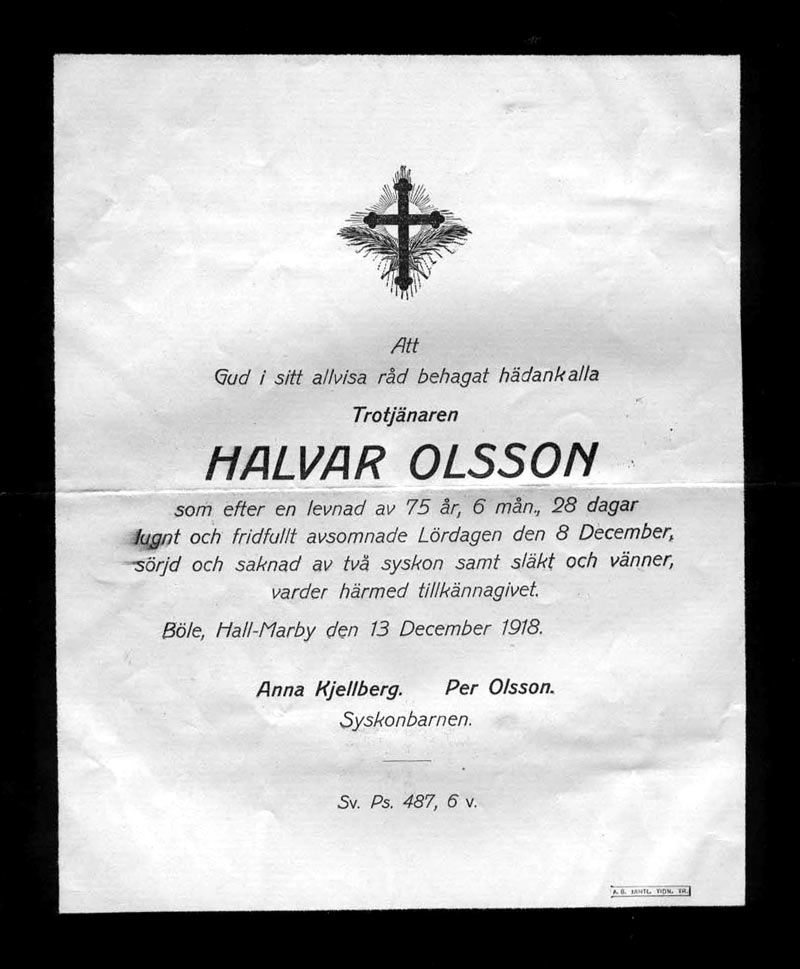 Att
Gud i sitt allvisa råd behagat hädankalla
Trotjänaren
HALVAR OLSSON
som efter en levnad av 75 år, 6 mån., 28 dagar
lugnt och fridfullt avsomnade Lördagen den 8 December,
sörjd och saknad av två syskon samt släkt och vänner,
varder härmed tillkännagivet.
Böle, Hall-Marby den 13 December 1918.
Anna Kjellberg. Per Olsson.
Syskonbarnen.
Sv. Ps. 487, 6 v.
A. B. JÄMTL. TIDN. TR.